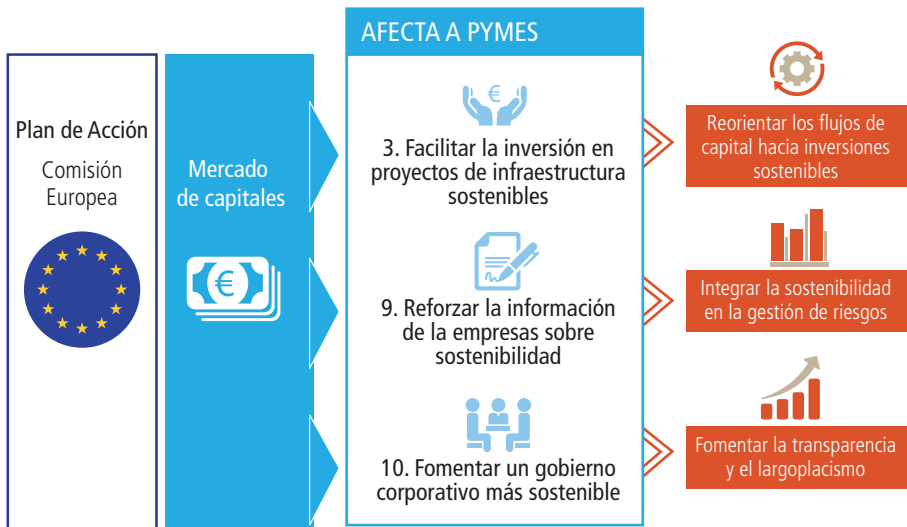 Plan de Acción
Comisión
Europea
Mercado
de capitales
€
AFECTA A PYMES
€
3. Facilitar la inversión en
proyectos de infraestructura
sostenibles
9. Reforzar la información
de la empresas sobre
sostenibilidad
10. Fomentar un gobierno
corporativo más sostenible
Reorientar los flujos de
capital hacia inversiones
sostenibles
Integrar la sostenibilidad
en la gestión de riesgos
Fomentar la transparencia
y el largoplacismo